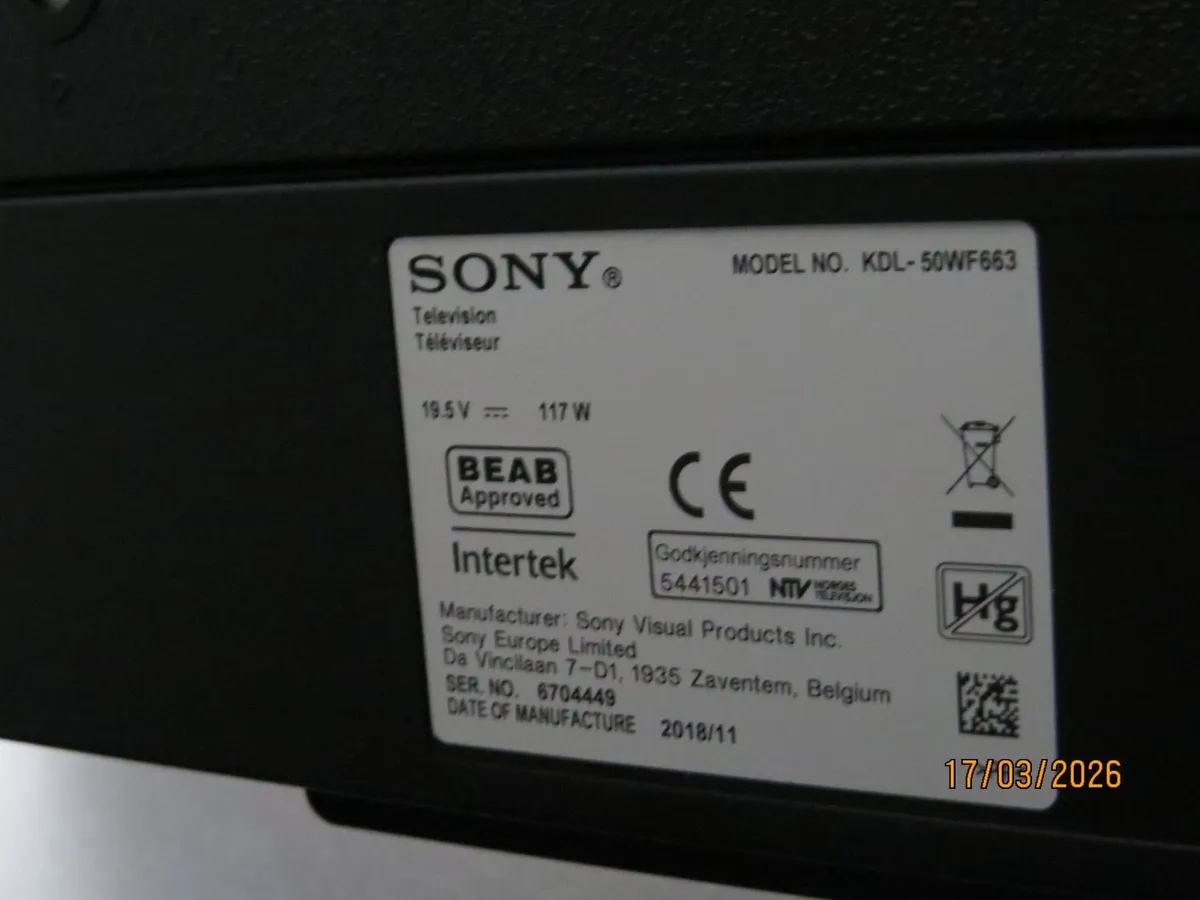 SONY®
MODEL NO. KDL-50WF663
Television
Téléviseur
19.5 V ⎓ 117 W
BEAB
Approved
CE
Intertek
Godkjenningsnummer
5441501 NTV NORGES TELEVISJON
Hg
Manufacturer: Sony Visual Products Inc.
Sony Europe Limited
Da Vincilaan 7-D1, 1935 Zaventem, Belgium
SER. NO. 6704449
DATE OF MANUFACTURE 2018/11
17/03/2026